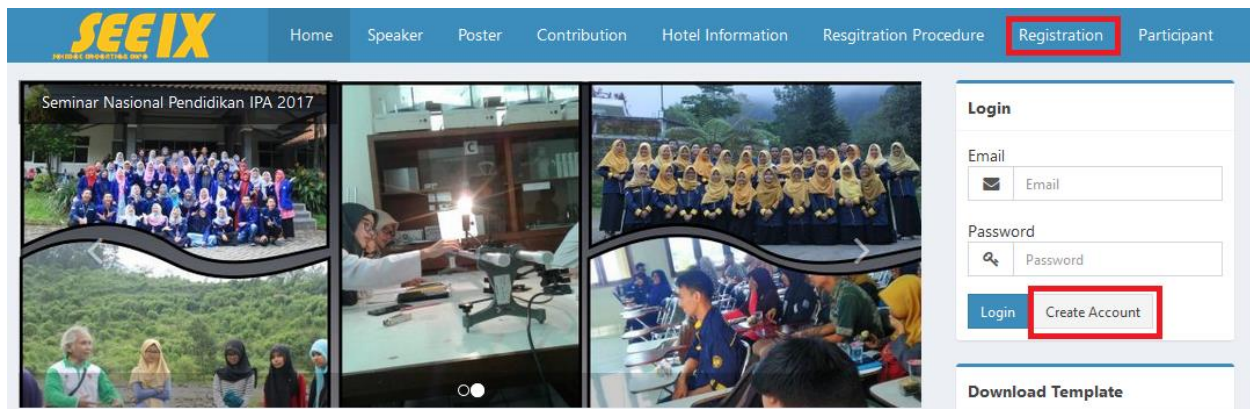 SEE IX
Home
Speaker
Poster
Contribution
Hotel Information
Resgitration Procedure
Registration
Participant
Seminar Nasional Pendidikan IPA 2017
Login
Email
Email
Password
Password
Login
Create Account
Download Template